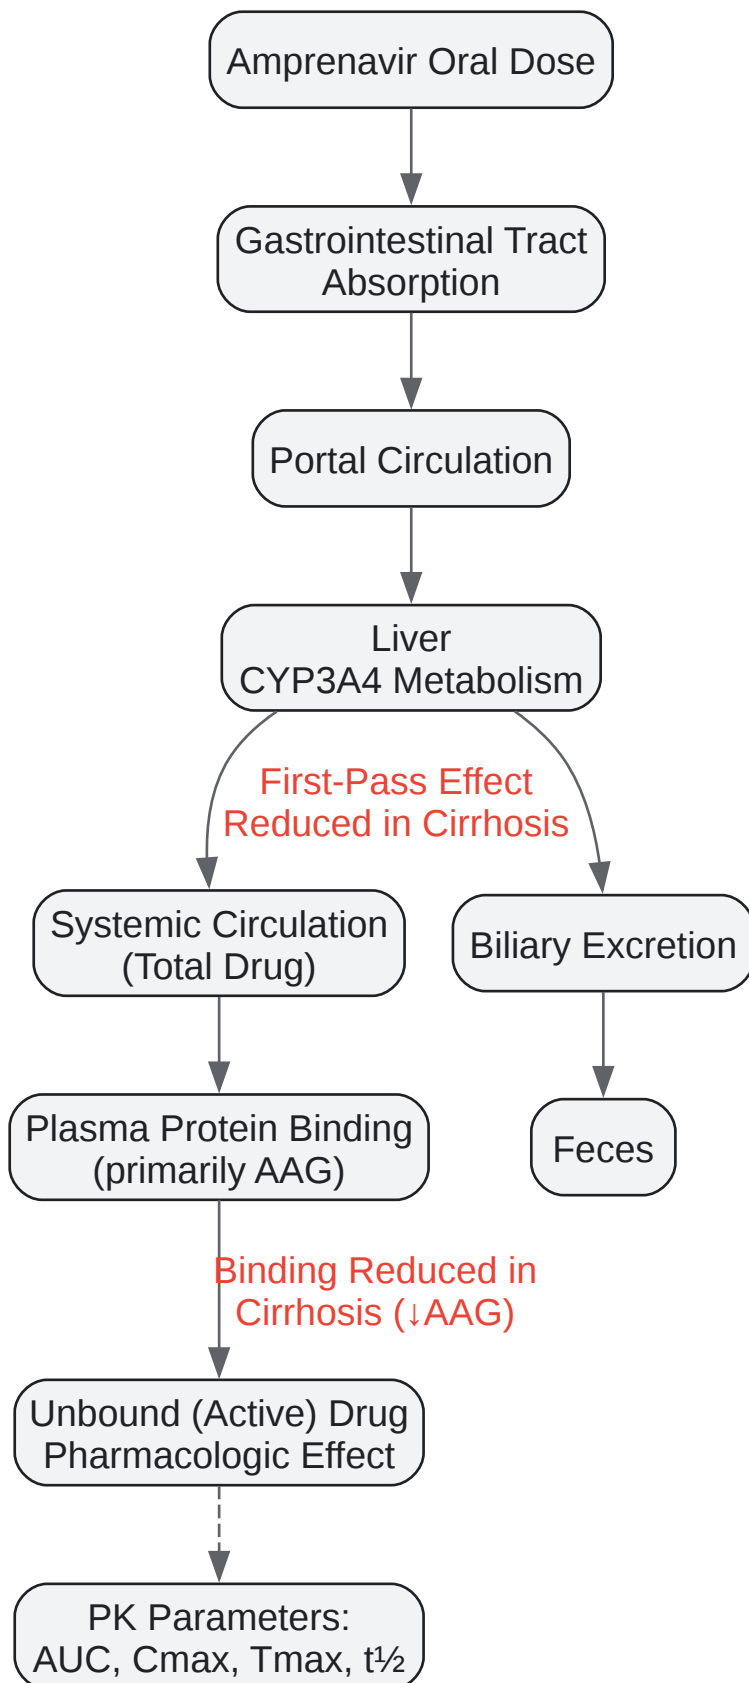 Amprenavir Oral Dose
Gastrointestinal Tract
Absorption
Portal Circulation
Liver
CYP3A4 Metabolism
First-Pass Effect
Reduced in Cirrhosis
Systemic Circulation
(Total Drug)
Biliary Excretion
Plasma Protein Binding
(primarily AAG)
Feces
Binding Reduced in
Cirrhosis (↓AAG)
Unbound (Active) Drug
Pharmacologic Effect
PK Parameters:
AUC, Cmax, Tmax, t½